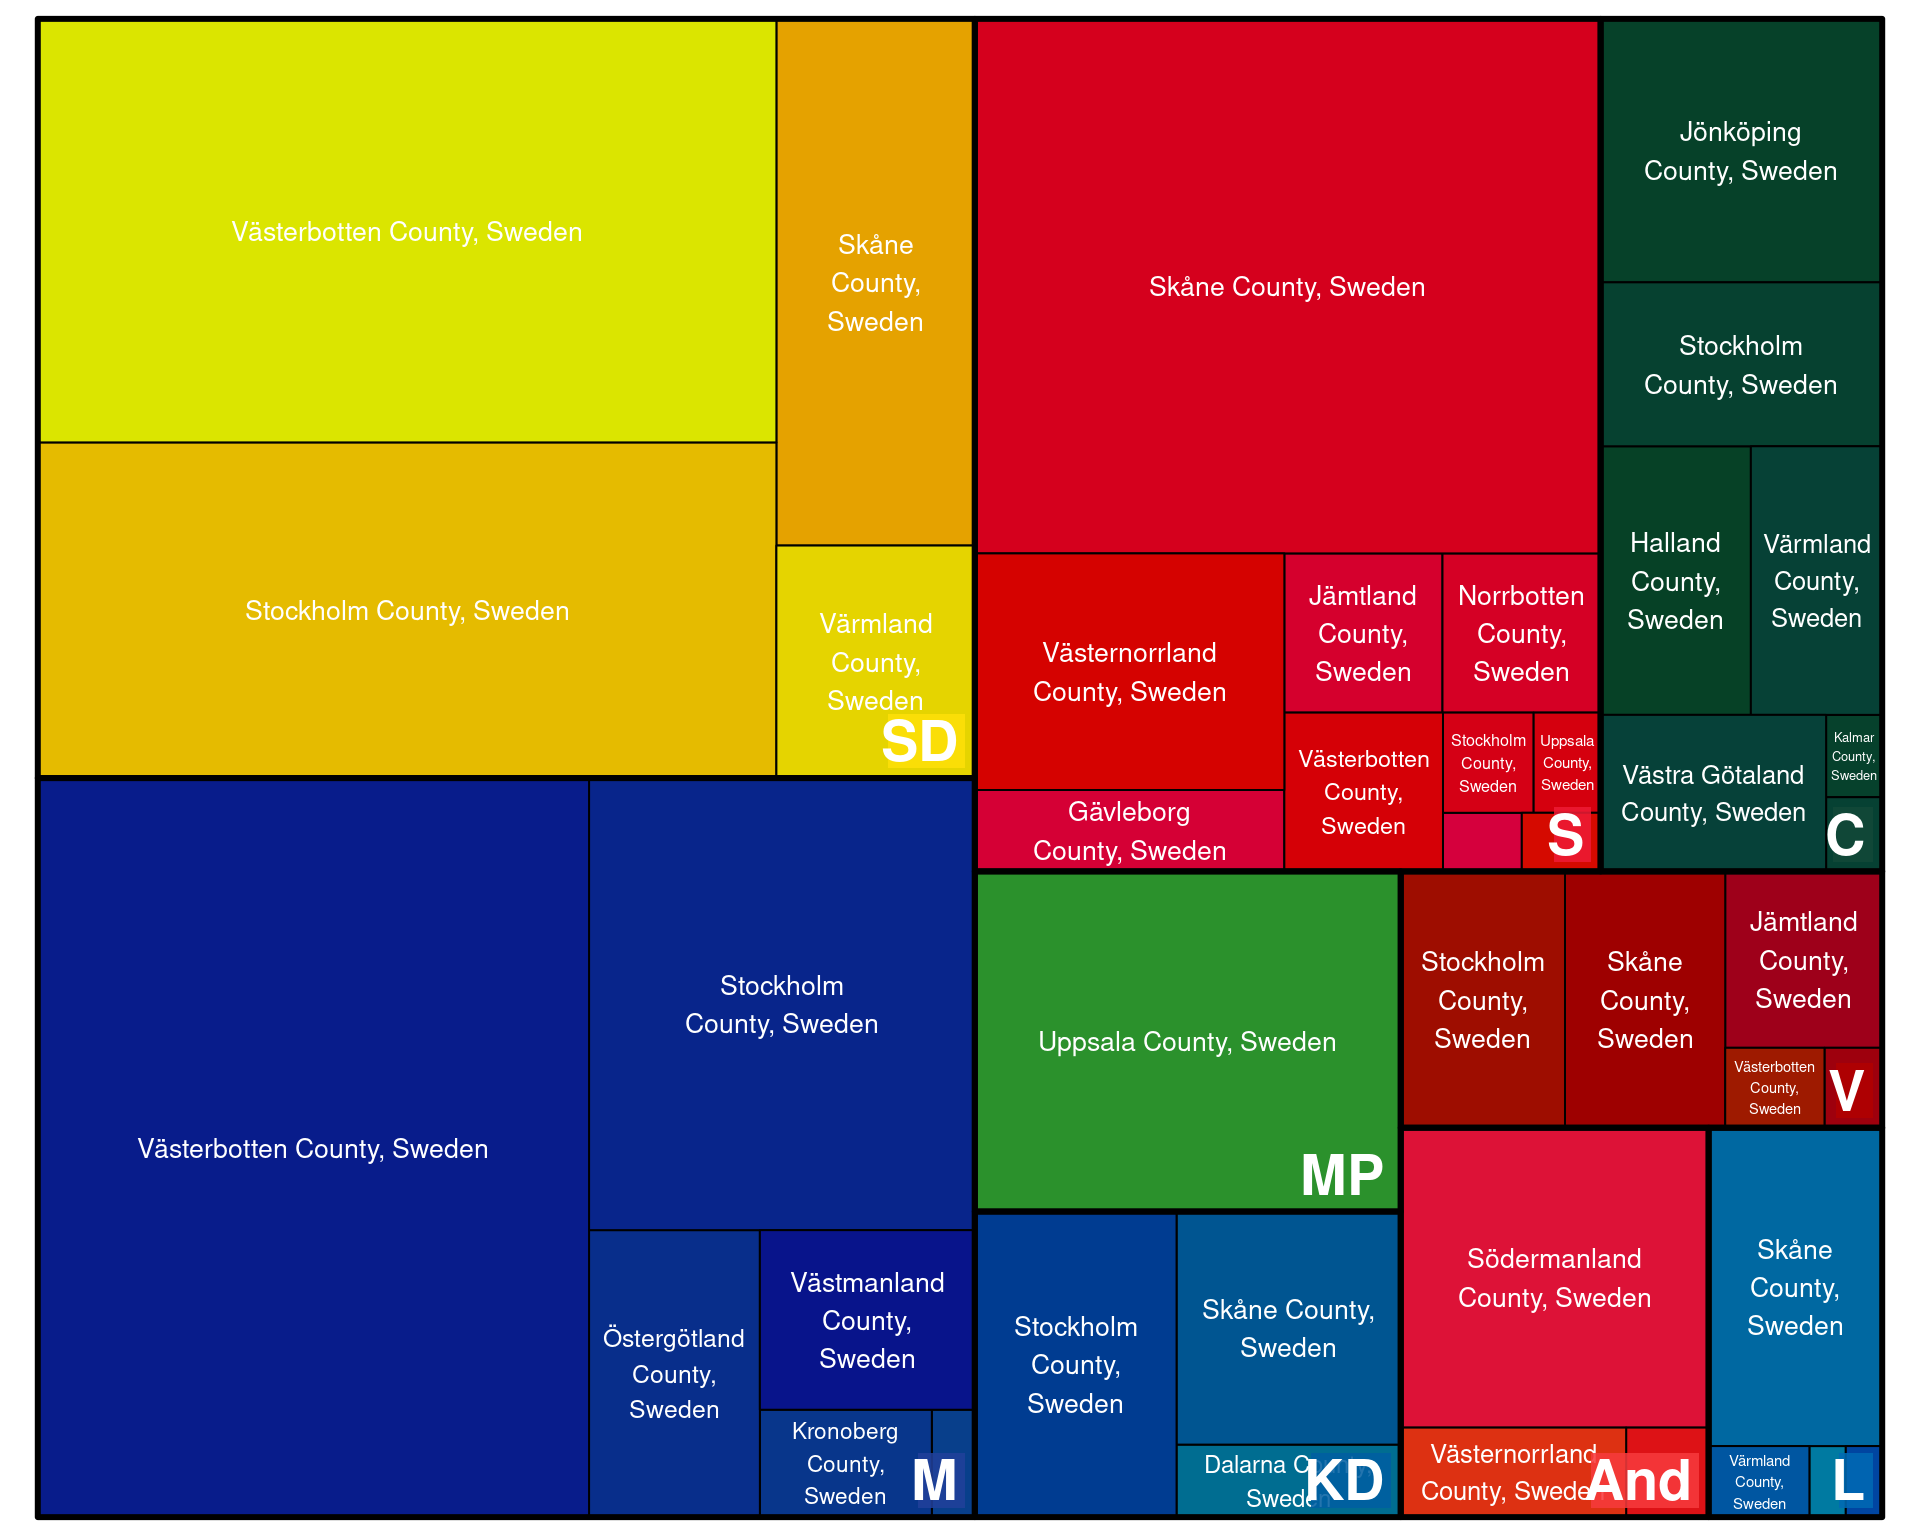 Västerbotten County, Sweden
Skåne
County,
Sweden
Stockholm County, Sweden
Värmland
County,
Sweden
SD
Västerbotten County, Sweden
Stockholm
County, Sweden
Östergötland
County,
Sweden
Västmanland
County,
Sweden
Kronoberg
County,
Sweden
M
Skåne County, Sweden
Västernorrland
County, Sweden
Gävleborg
County, Sweden
Jämtland
County,
Sweden
Norrbotten
County,
Sweden
Västerbotten
County,
Sweden
Stockholm
County,
Sweden
Uppsala
County,
Sweden
S
Jönköping
County, Sweden
Stockholm
County, Sweden
Halland
County,
Sweden
Värmland
County,
Sweden
Västra Götaland
County, Sweden
Kalmar
County,
Sweden
C
Uppsala County, Sweden
MP
Stockholm
County,
Sweden
Skåne
County,
Sweden
Jämtland
County,
Sweden
Västerbotten
County,
Sweden
V
Stockholm
County,
Sweden
Skåne County,
Sweden
Dalarna County,
Sweden
KD
Södermanland
County, Sweden
Västernorrland
County, Sweden
And
Skåne
County,
Sweden
Värmland
County,
Sweden
L